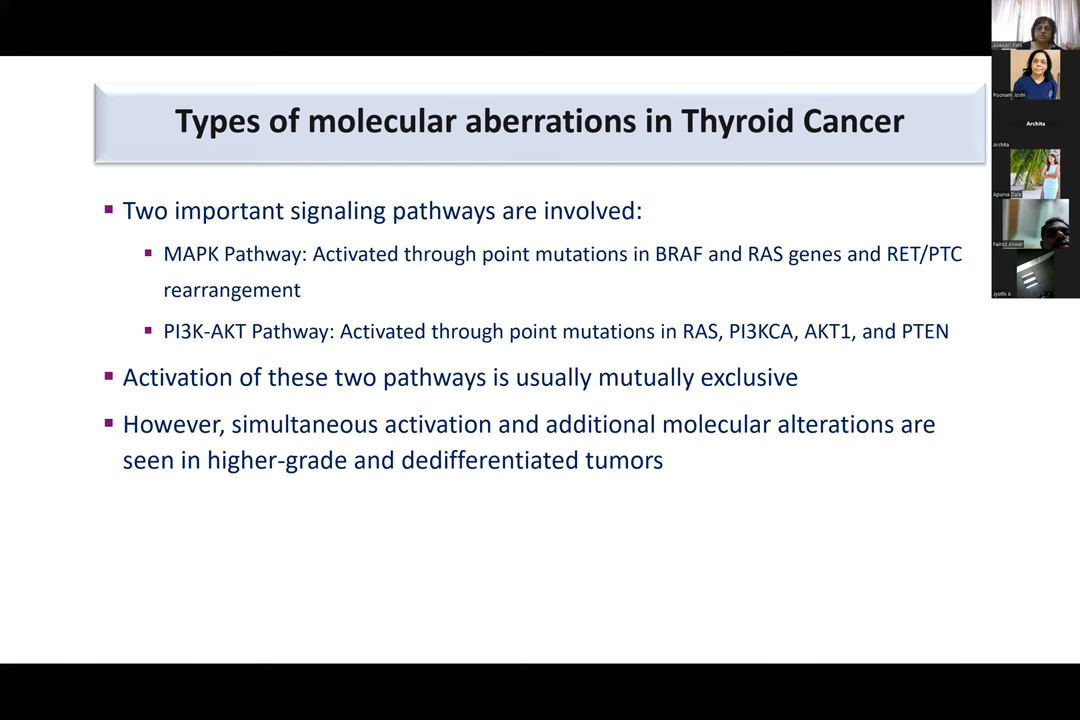 Types of molecular aberrations in Thyroid Cancer
Two important signaling pathways are involved:
MAPK Pathway: Activated through point mutations in BRAF and RAS genes and RET/PTC
rearrangement
PI3K-AKT Pathway: Activated through point mutations in RAS, PI3KCA, AKT1, and PTEN
Activation of these two pathways is usually mutually exclusive
However, simultaneous activation and additional molecular alterations are
seen in higher-grade and dedifferentiated tumors
Poonam Joshi
Archita
Archita
Apurva
Fairoz Anwar
Jyothi A